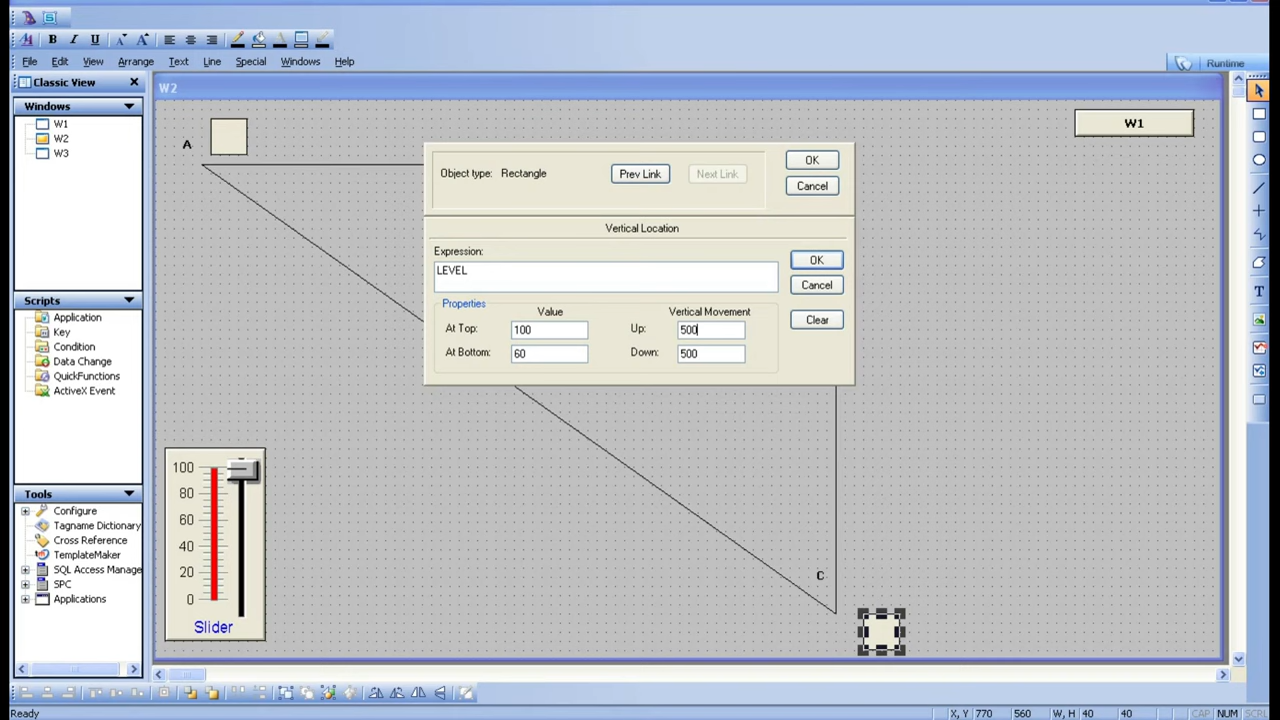 B I U A A
File Edit View Arrange Text Line Special Windows Help
Runtime
Classic View
Windows
W1
W2
W3
Scripts
Application
Key
Condition
Data Change
QuickFunctions
ActiveX Event
Tools
Configure
Tagname Dictionary
Cross Reference
TemplateMaker
SQL Access Manage
SPC
Applications
W2
A
W1
Object type: Rectangle
Prev Link
Next Link
OK
Cancel
Vertical Location
Expression:
LEVEL
OK
Cancel
Clear
Properties
Value
Vertical Movement
At Top: 100 Up: 500
At Bottom: 60 Down: 500
100
80
60
40
20
0
Slider
C
Ready
X, Y 770 560 W, H 40 40 CAP NUM SCRL